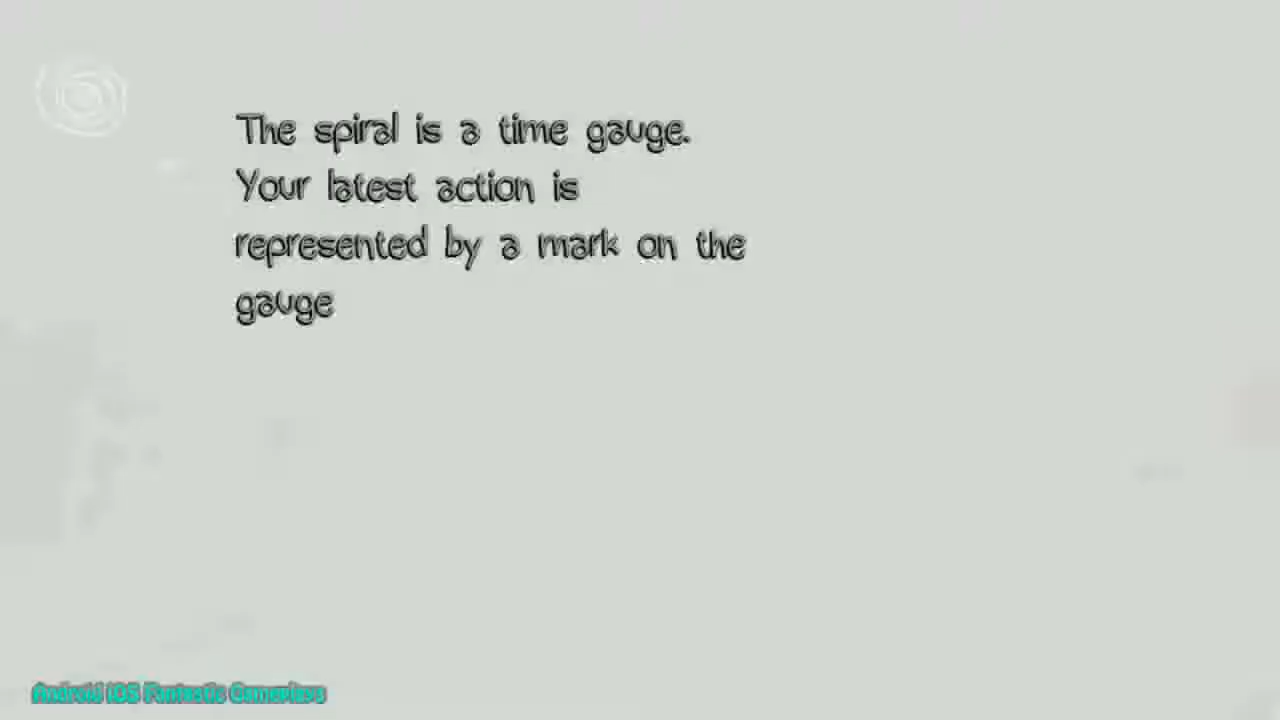 The spiral is a time gauge.
Your latest action is
represented by a mark on the
gauge
Android iOS Fantastic Gameplays